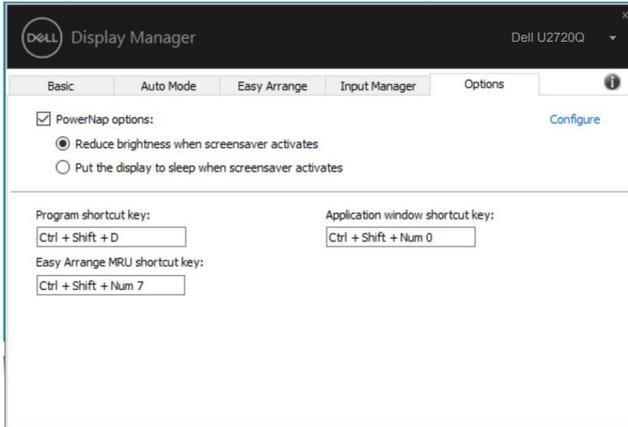 x
DELL Display Manager Dell U2720Q
Basic Auto Mode Easy Arrange Input Manager Options i
PowerNap options: Configure
Reduce brightness when screensaver activates
Put the display to sleep when screensaver activates
Program shortcut key: Application window shortcut key:
Ctrl + Shift + D Ctrl + Shift + Num 0
Easy Arrange MRU shortcut key:
Ctrl + Shift + Num 7